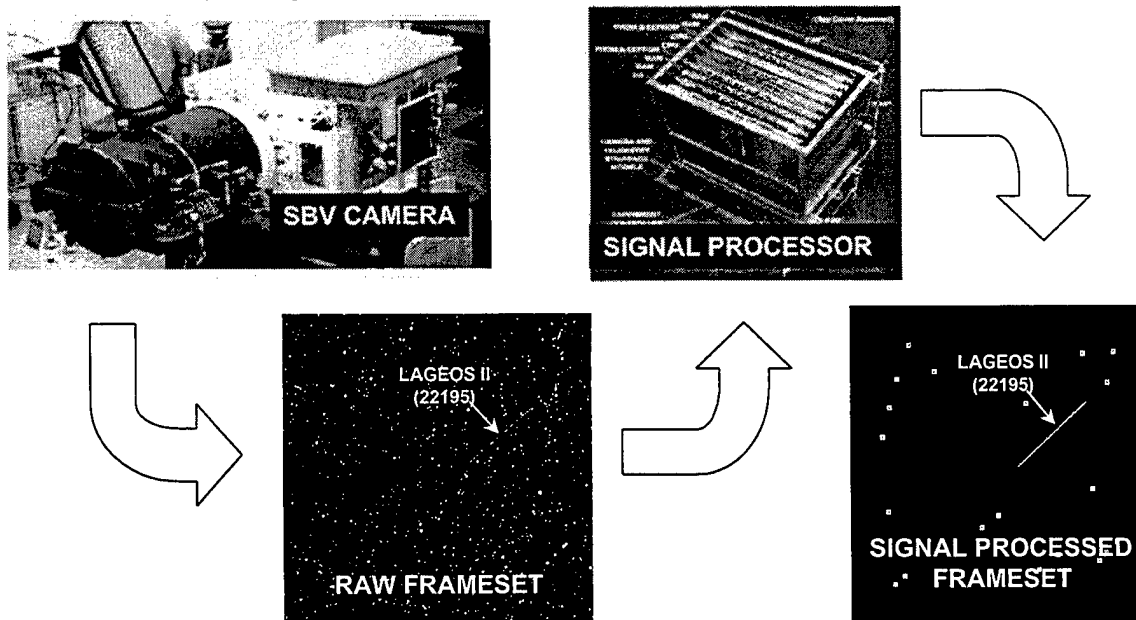 SBV CAMERA
SIGNAL PROCESSOR
LAGEOS II
(22195)
RAW FRAMESET
LAGEOS II
(22195)
SIGNAL PROCESSED
FRAMESET